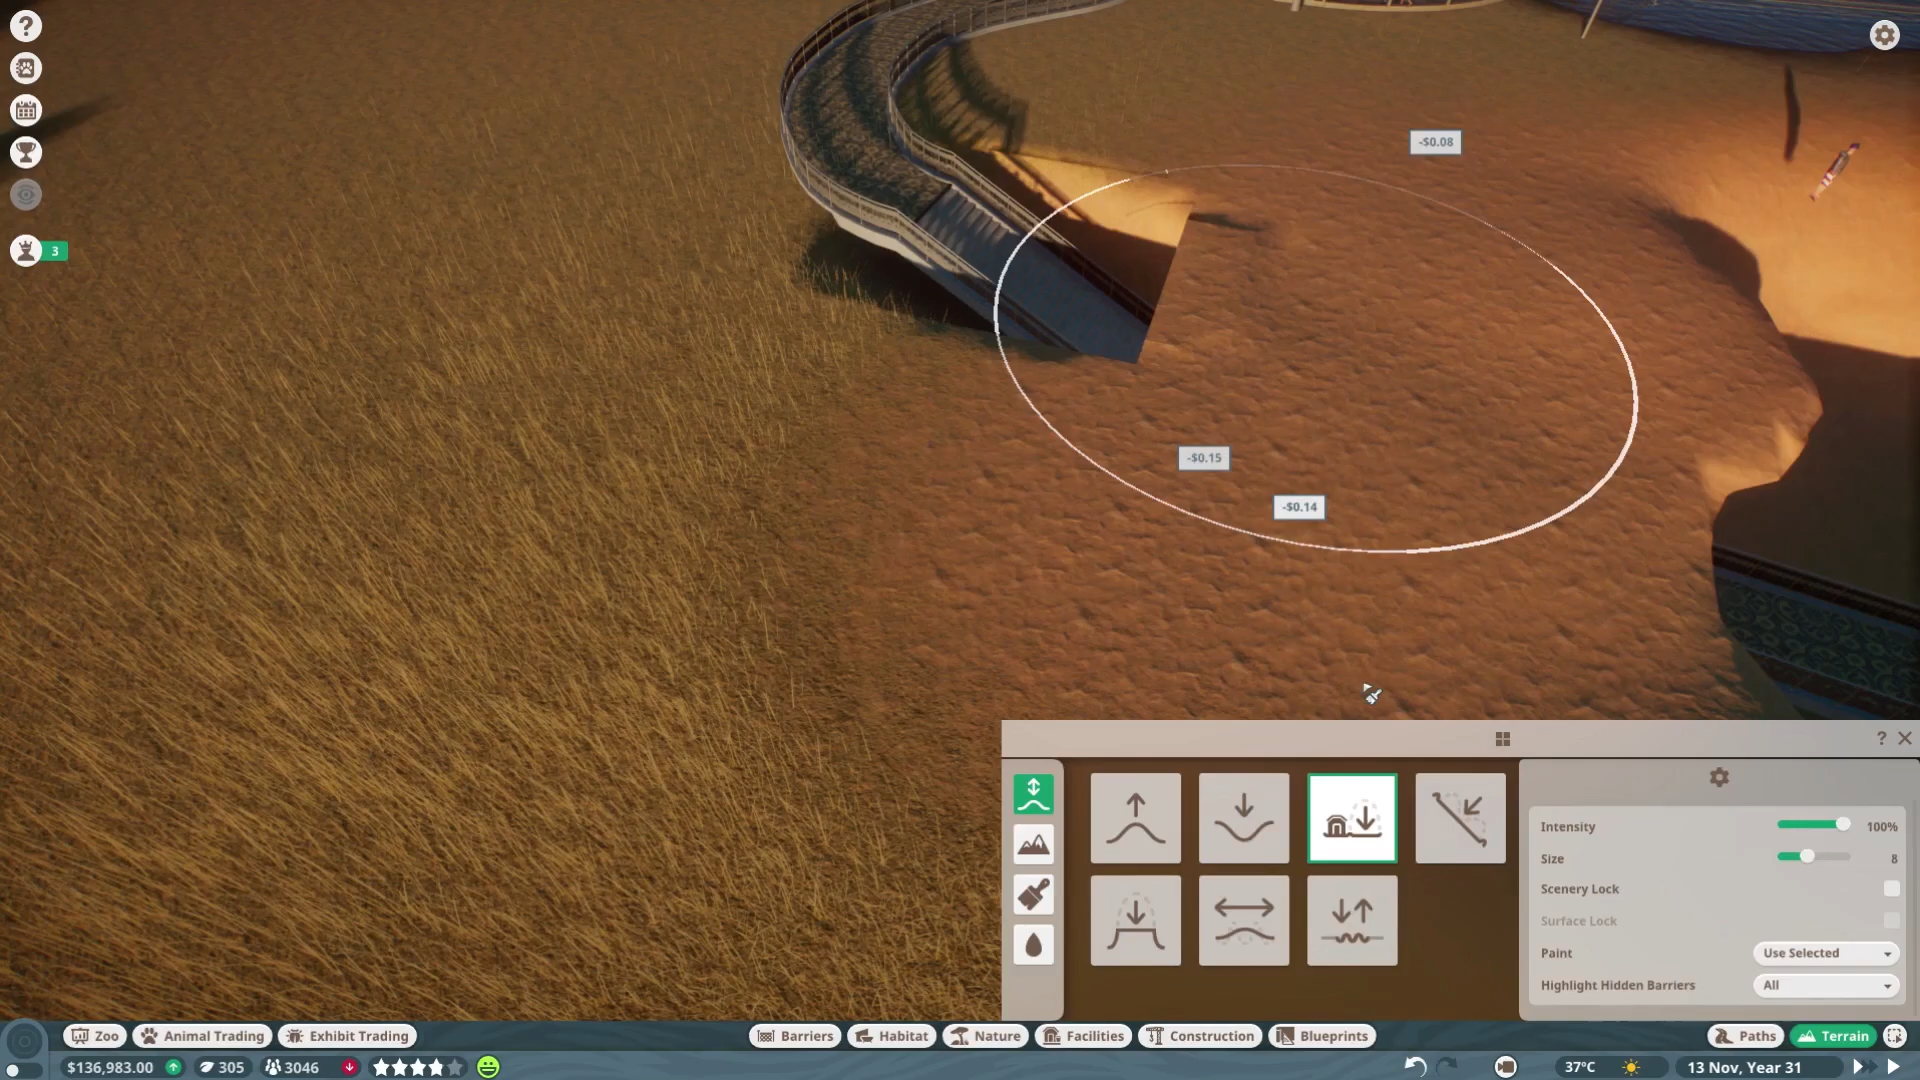 ?
3
-$0.08
-$0.15
-$0.14
?
Intensity 100%
Size 8
Scenery Lock
Surface Lock
Paint Use Selected
Highlight Hidden Barriers All
Zoo Animal Trading Exhibit Trading Barriers Habitat Nature Facilities Construction Blueprints Paths Terrain
$136,983.00 305 3046 37°C 13 Nov, Year 31